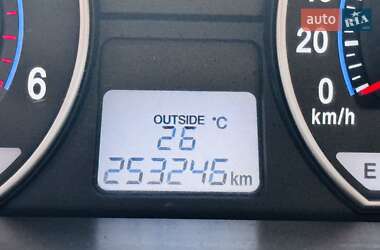 auto RIA
20
0
km/h
6
OUTSIDE °C
26
253246 km
E